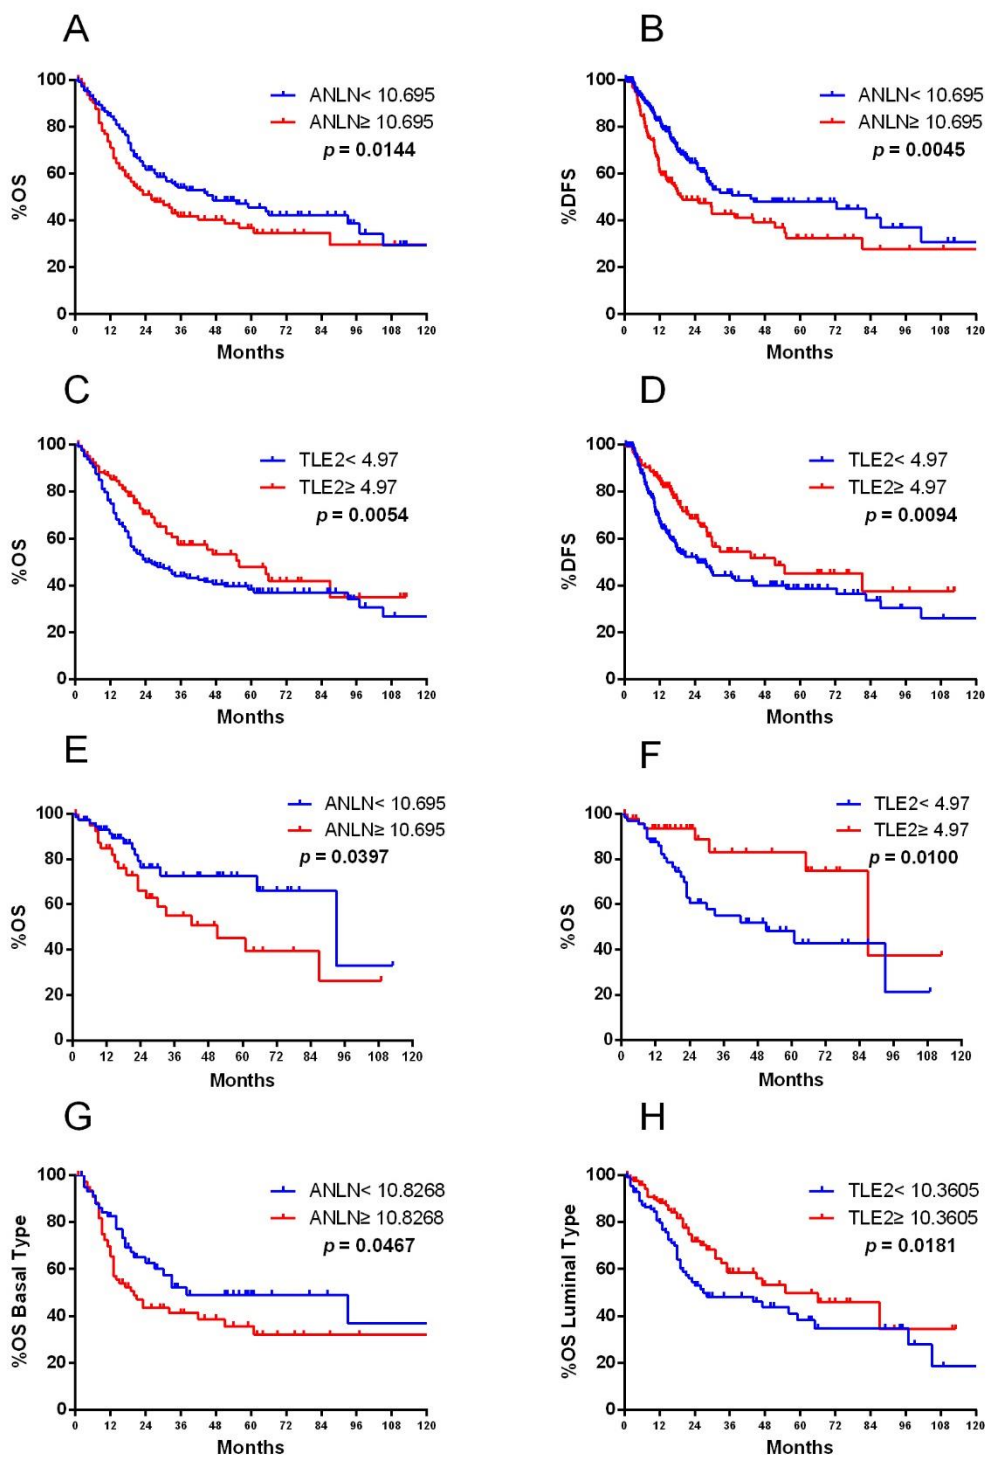 A
100
80
60
40
20
0
%OS
ANLN< 10.695
ANLN≥ 10.695
p = 0.0144
0 12 24 36 48 60 72 84 96 108 120
Months
B
100
80
60
40
20
0
%DFS
ANLN< 10.695
ANLN≥ 10.695
p = 0.0045
0 12 24 36 48 60 72 84 96 108 120
Months
C
100
80
60
40
20
0
%OS
TLE2< 4.97
TLE2≥ 4.97
p = 0.0054
0 12 24 36 48 60 72 84 96 108 120
Months
D
100
80
60
40
20
0
%DFS
TLE2< 4.97
TLE2≥ 4.97
p = 0.0094
0 12 24 36 48 60 72 84 96 108 120
Months
E
100
80
60
40
20
0
%OS
ANLN< 10.695
ANLN≥ 10.695
p = 0.0397
0 12 24 36 48 60 72 84 96 108 120
Months
F
100
80
60
40
20
0
%OS
TLE2< 4.97
TLE2≥ 4.97
p = 0.0100
0 12 24 36 48 60 72 84 96 108 120
Months
G
100
80
60
40
20
0
%OS Basal Type
ANLN< 10.8268
ANLN≥ 10.8268
p = 0.0467
0 12 24 36 48 60 72 84 96 108 120
Months
H
100
80
60
40
20
0
%OS Luminal Type
TLE2< 10.3605
TLE2≥ 10.3605
p = 0.0181
0 12 24 36 48 60 72 84 96 108 120
Months